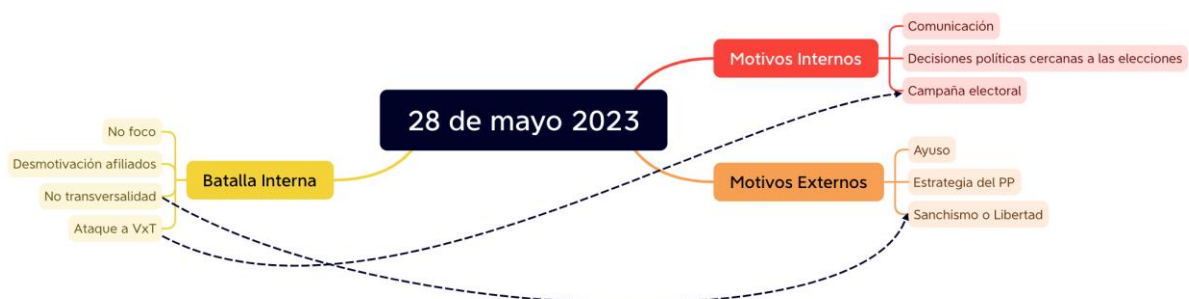 28 de mayo 2023
Motivos Internos
Comunicación
Decisiones políticas cercanas a las elecciones
Campaña electoral
Motivos Externos
Ayuso
Estrategia del PP
Sanchismo o Libertad
Batalla Interna
No foco
Desmotivación afiliados
No transversalidad
Ataque a VxT